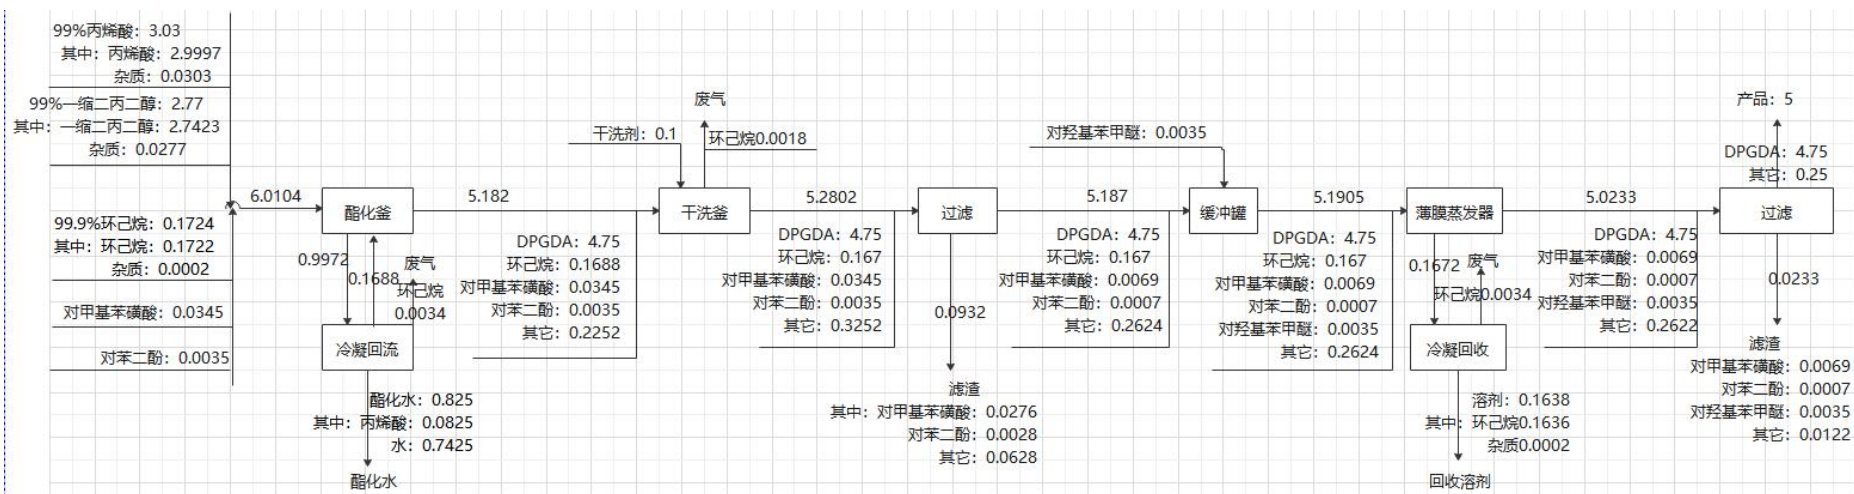 99%丙烯酸：3.03
其中：丙烯酸：2.9997
杂质：0.0303
99%一缩二丙二醇：2.77
其中：一缩二丙二醇：2.7423
杂质：0.0277
99.9%环己烷：0.1724
其中：环己烷：0.1722
杂质：0.0002
对甲基苯磺酸：0.0345
对苯二酚：0.0035
6.0104
酯化釜
0.9972
0.1688
废气
环己烷
0.0034
冷凝回流
酯化水：0.825
其中：丙烯酸：0.0825
水：0.7425
酯化水
5.182
DPGDA：4.75
环己烷：0.1688
对甲基苯磺酸：0.0345
对苯二酚：0.0035
其它：0.2252
干洗剂：0.1
废气
环己烷0.0018
干洗釜
5.2802
DPGDA：4.75
环己烷：0.167
对甲基苯磺酸：0.0345
对苯二酚：0.0035
其它：0.3252
过滤
0.0932
滤渣
其中：对甲基苯磺酸：0.0276
对苯二酚：0.0028
其它：0.0628
5.187
DPGDA：4.75
环己烷：0.167
对甲基苯磺酸：0.0069
对苯二酚：0.0007
其它：0.2624
对羟基苯甲醚：0.0035
缓冲罐
5.1905
DPGDA：4.75
环己烷：0.167
对甲基苯磺酸：0.0069
对苯二酚：0.0007
对羟基苯甲醚：0.0035
其它：0.2624
薄膜蒸发器
0.1672
废气
环己烷0.0034
冷凝回收
溶剂：0.1638
其中：环己烷0.1636
杂质0.0002
回收溶剂
5.0233
DPGDA：4.75
对甲基苯磺酸：0.0069
对苯二酚：0.0007
对羟基苯甲醚：0.0035
其它：0.2622
产品：5
DPGDA：4.75
其它：0.25
过滤
0.0233
滤渣
对甲基苯磺酸：0.0069
对苯二酚：0.0007
对羟基苯甲醚：0.0035
其它：0.0122